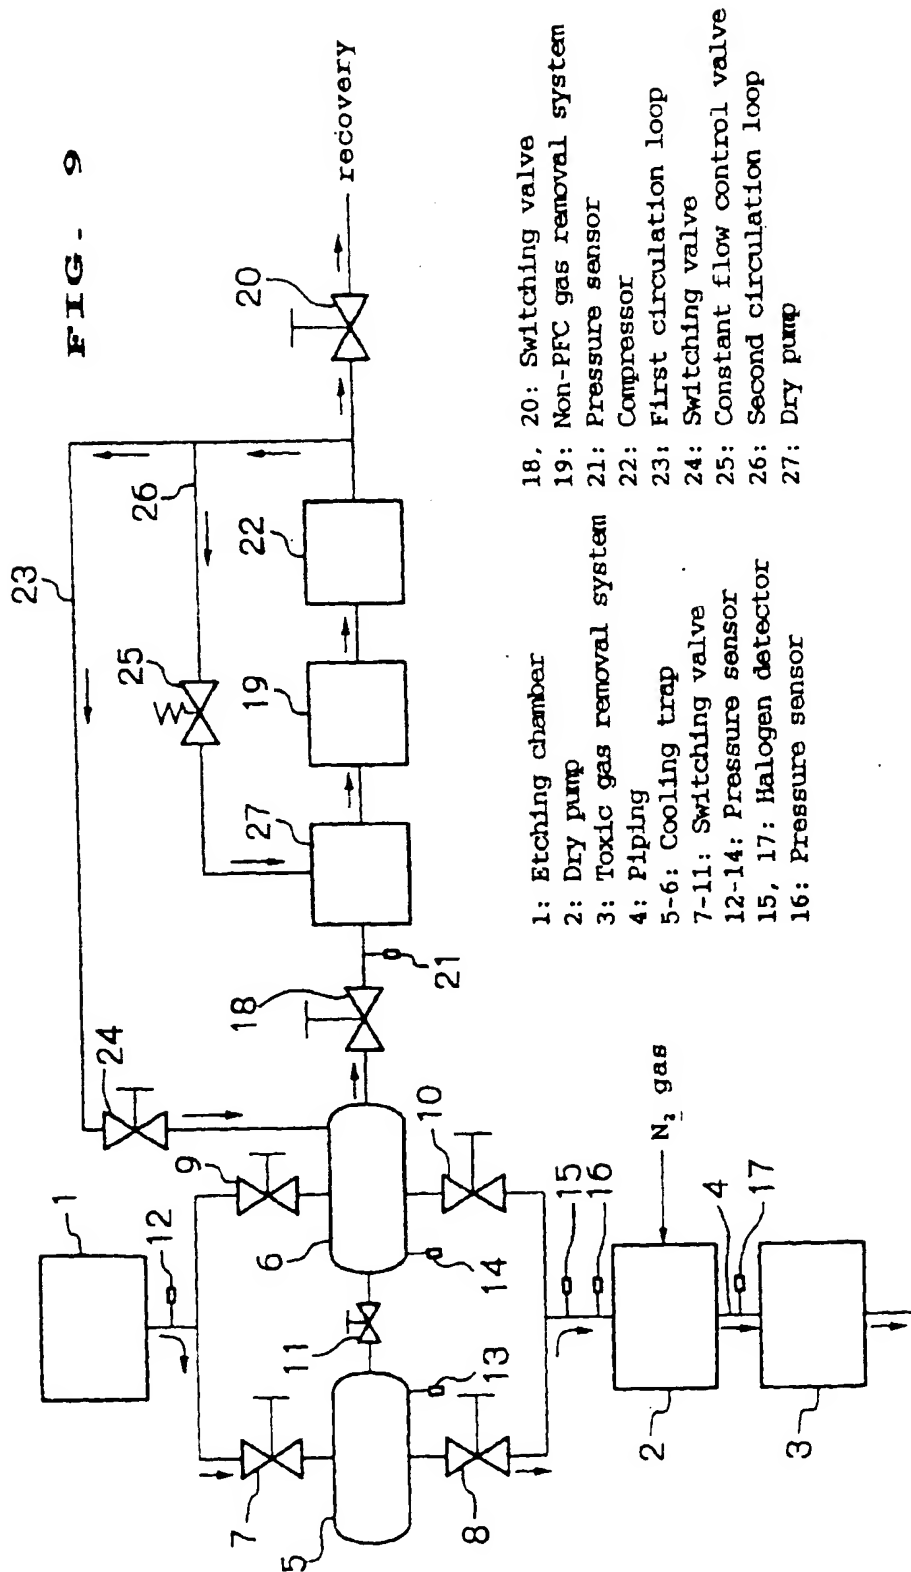 FIG. 9
23
24
26
25
20
recovery
1
12
9
6
14
10
18
21
27
19
22
11
13
7
5
8
15
16
N₂ gas
2
4
17
3
1: Etching chamber
2: Dry pump
3: Toxic gas removal system
4: Piping
5-6: Cooling trap
7-11: Switching valve
12-14: Pressure sensor
15, 17: Halogen detector
16: Pressure sensor
18, 20: Switching valve
19: Non-PFC gas removal system
21: Pressure sensor
22: Compressor
23: First circulation loop
24: Switching valve
25: Constant flow control valve
26: Second circulation loop
27: Dry pump